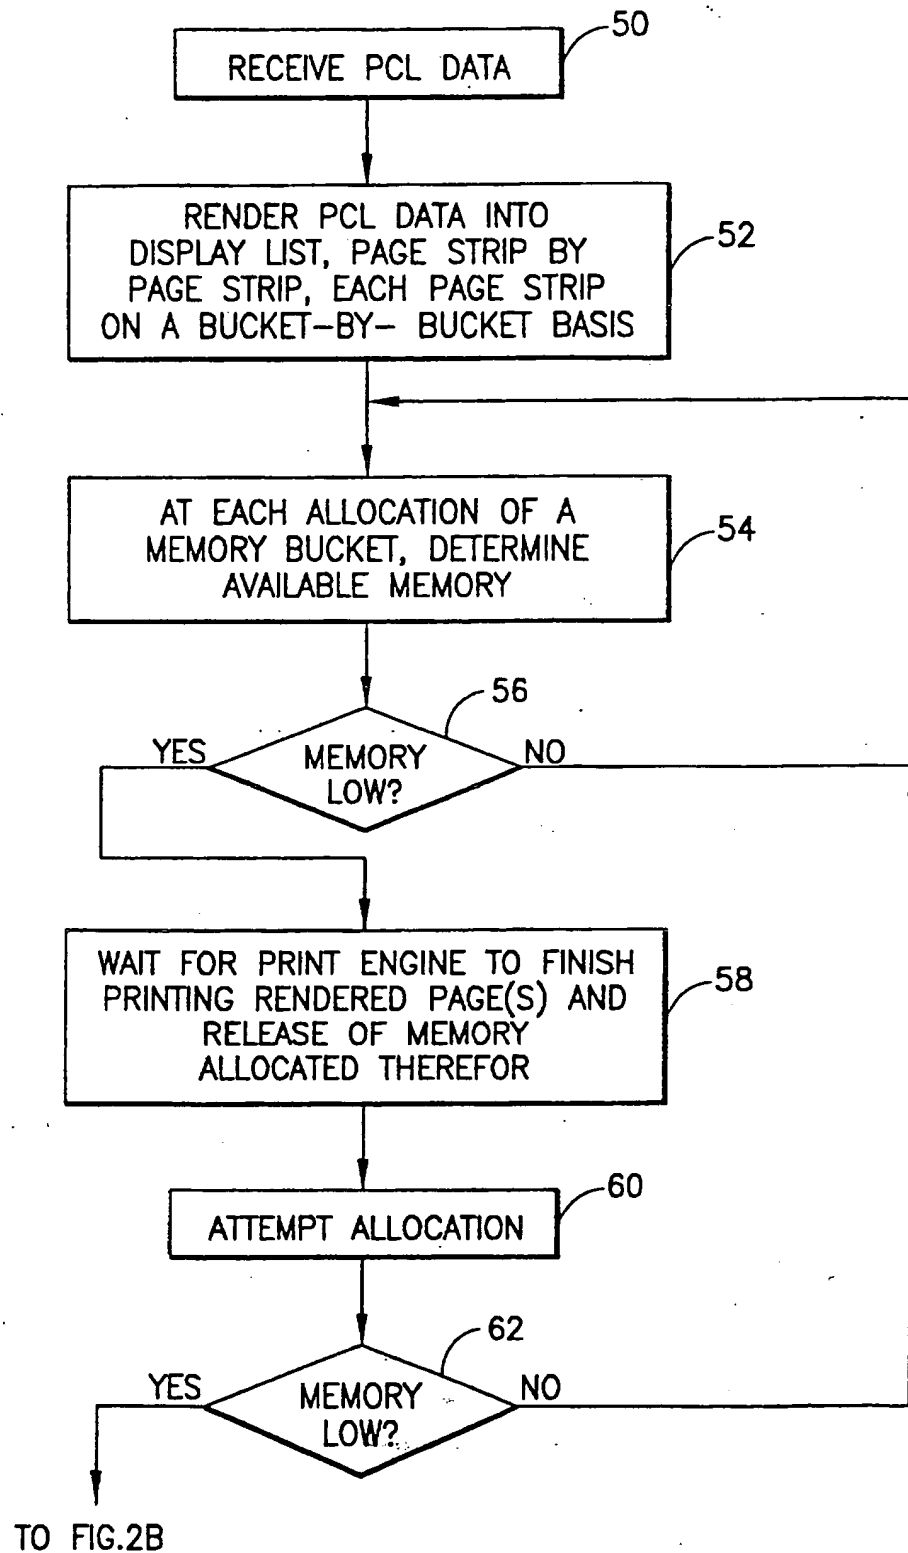 50
RECEIVE PCL DATA
RENDER PCL DATA INTO
DISPLAY LIST, PAGE STRIP BY
PAGE STRIP, EACH PAGE STRIP
ON A BUCKET-BY- BUCKET BASIS
52
AT EACH ALLOCATION OF A
MEMORY BUCKET, DETERMINE
AVAILABLE MEMORY
54
56
YES
MEMORY
LOW?
NO
WAIT FOR PRINT ENGINE TO FINISH
PRINTING RENDERED PAGE(S) AND
RELEASE OF MEMORY
ALLOCATED THEREFOR
58
60
ATTEMPT ALLOCATION
62
YES
MEMORY
LOW?
NO
TO FIG.2B